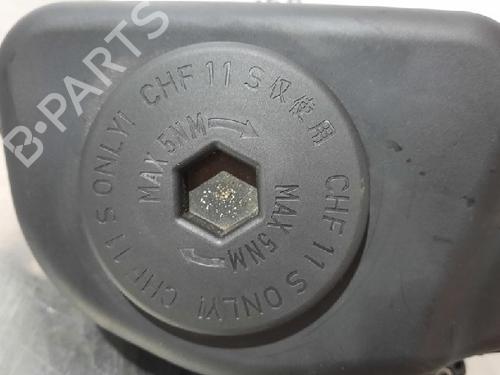 CHF 11 S 仅使用
CHF 11 S ONLY!
CHF 11 S ONLY!
MAX 5NM
MAX 5NM
B-PARTS